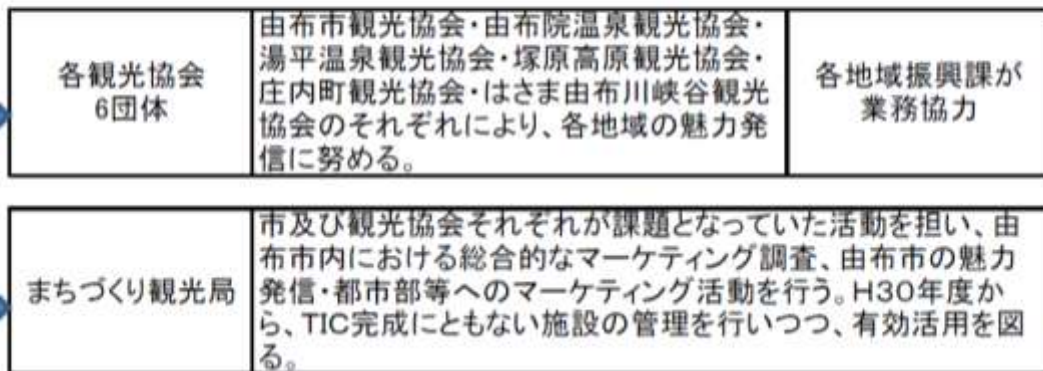 各観光協会
6団体
由布市観光協会・由布院温泉観光協会・
湯平温泉観光協会・塚原高原観光協会・
庄内町観光協会・はさま由布川峡谷観光
協会のそれぞれにより、各地域の魅力発
信に努める。
各地域振興課が
業務協力
まちづくり観光局
市及び観光協会それぞれが課題となっていた活動を担い、由
布市内における総合的なマーケティング調査、由布市の魅力
発信・都市部等へのマーケティング活動を行う。H30年度か
ら、TIC完成にともない施設の管理を行いつつ、有効活用を図
る。